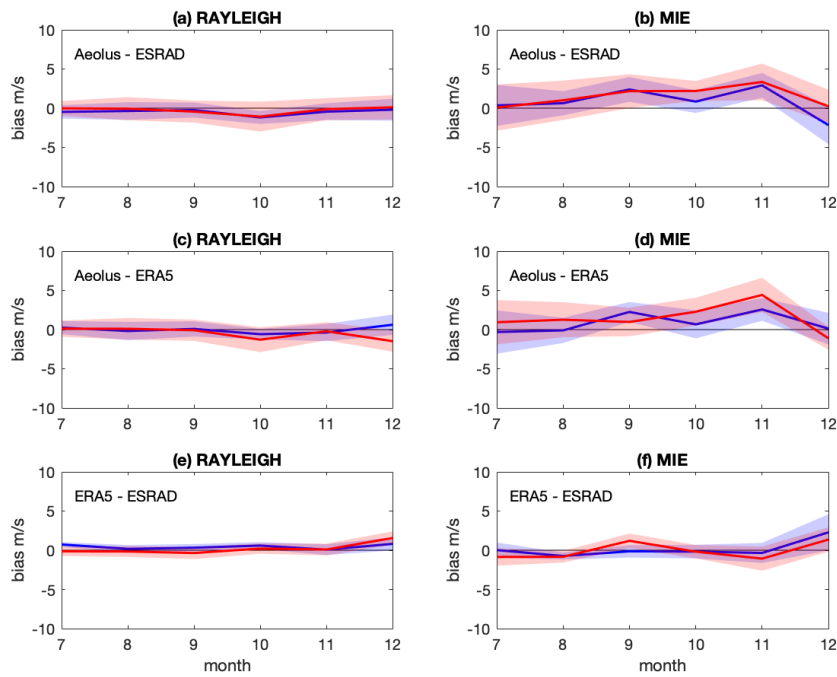 (a) RAYLEIGH
Aeolus - ESRAD
bias m/s
10
5
0
-5
-10
7 8 9 10 11 12
(b) MIE
Aeolus - ESRAD
bias m/s
10
5
0
-5
-10
7 8 9 10 11 12
(c) RAYLEIGH
Aeolus - ERA5
bias m/s
10
5
0
-5
-10
7 8 9 10 11 12
(d) MIE
Aeolus - ERA5
bias m/s
10
5
0
-5
-10
7 8 9 10 11 12
(e) RAYLEIGH
ERA5 - ESRAD
bias m/s
10
5
0
-5
-10
7 8 9 10 11 12
month
(f) MIE
ERA5 - ESRAD
bias m/s
10
5
0
-5
-10
7 8 9 10 11 12
month